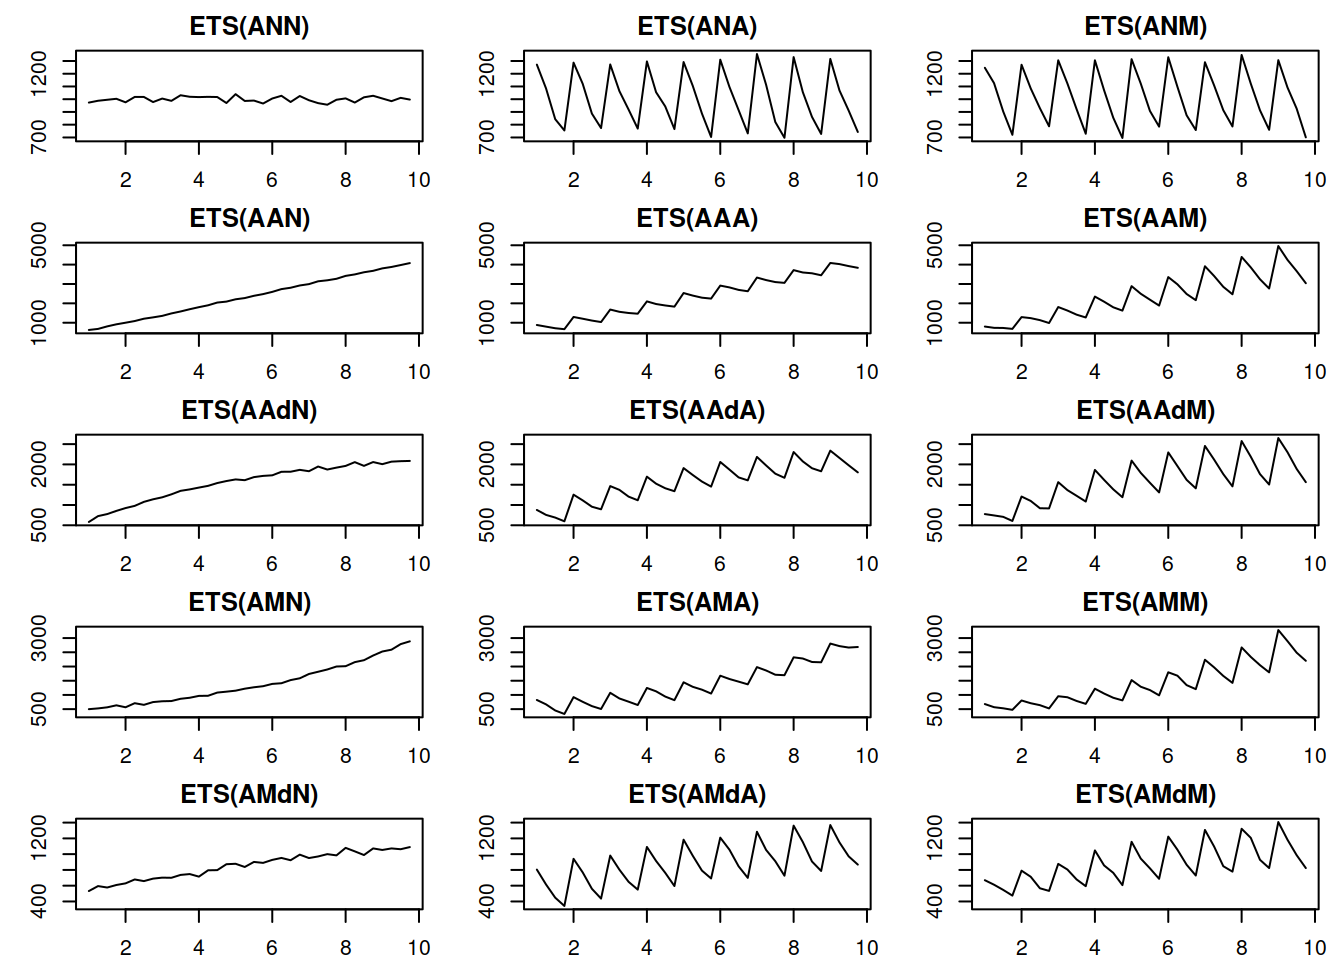 ETS(ANN) ETS(ANA) ETS(ANM)
700 1200 700 1200 700 1200
2 4 6 8 10 2 4 6 8 10 2 4 6 8 10
ETS(AAN) ETS(AAA) ETS(AAM)
1000 5000 1000 5000 1000 5000
2 4 6 8 10 2 4 6 8 10 2 4 6 8 10
ETS(AAdN) ETS(AAdA) ETS(AAdM)
500 2000 500 2000 500 2000
2 4 6 8 10 2 4 6 8 10 2 4 6 8 10
ETS(AMN) ETS(AMA) ETS(AMM)
500 3000 500 3000 500 3000
2 4 6 8 10 2 4 6 8 10 2 4 6 8 10
ETS(AMdN) ETS(AMdA) ETS(AMdM)
400 1200 400 1200 400 1200
2 4 6 8 10 2 4 6 8 10 2 4 6 8 10